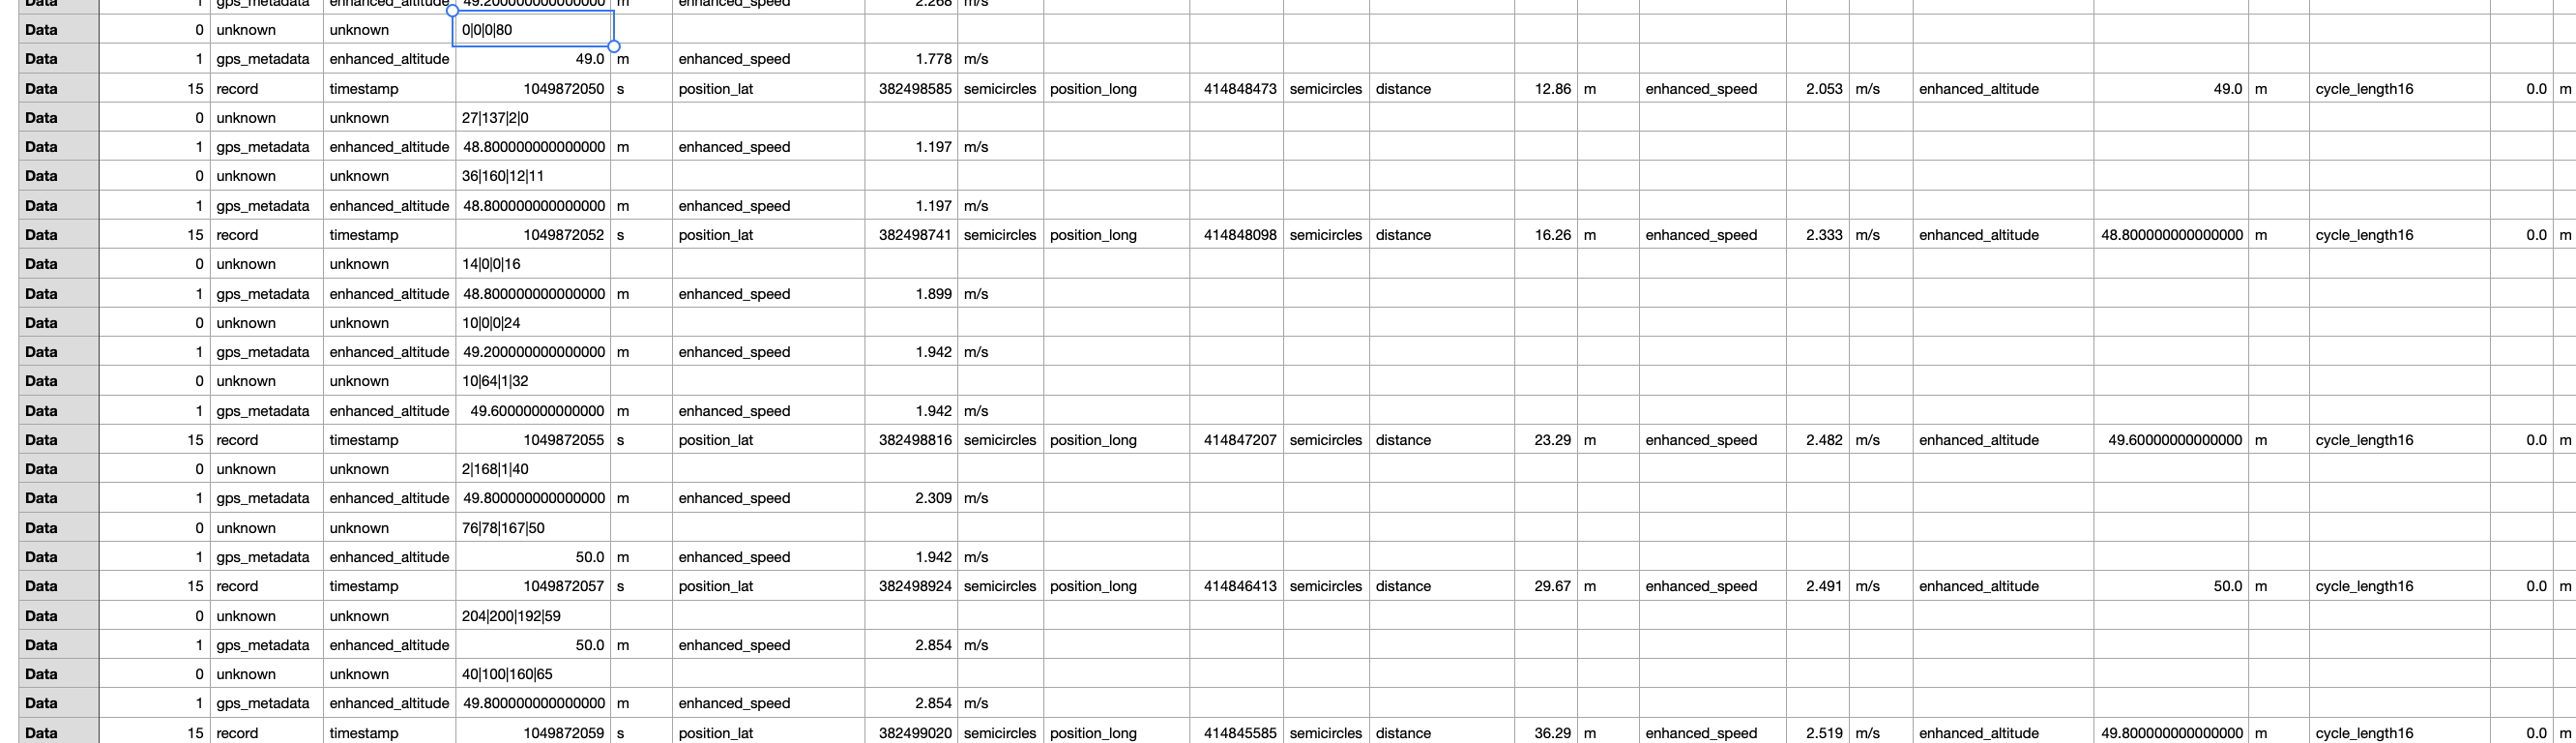 1 gps_metadata enhanced_altitude 49.200000000000000 m enhanced_speed 2.268 m/s
Data 0 unknown unknown 0|0|0|80
Data 1 gps_metadata enhanced_altitude 49.0 m enhanced_speed 1.778 m/s
Data 15 record timestamp 1049872050 s position_lat 382498585 semicircles position_long 414848473 semicircles distance 12.86 m enhanced_speed 2.053 m/s enhanced_altitude 49.0 m cycle_length16 0.0 m
Data 0 unknown unknown 27|137|2|0
Data 1 gps_metadata enhanced_altitude 48.800000000000000 m enhanced_speed 1.197 m/s
Data 0 unknown unknown 36|160|12|11
Data 1 gps_metadata enhanced_altitude 48.800000000000000 m enhanced_speed 1.197 m/s
Data 15 record timestamp 1049872052 s position_lat 382498741 semicircles position_long 414848098 semicircles distance 16.26 m enhanced_speed 2.333 m/s enhanced_altitude 48.800000000000000 m cycle_length16 0.0 m
Data 0 unknown unknown 14|0|0|16
Data 1 gps_metadata enhanced_altitude 48.800000000000000 m enhanced_speed 1.899 m/s
Data 0 unknown unknown 10|0|0|24
Data 1 gps_metadata enhanced_altitude 49.200000000000000 m enhanced_speed 1.942 m/s
Data 0 unknown unknown 10|64|1|32
Data 1 gps_metadata enhanced_altitude 49.60000000000000 m enhanced_speed 1.942 m/s
Data 15 record timestamp 1049872055 s position_lat 382498816 semicircles position_long 414847207 semicircles distance 23.29 m enhanced_speed 2.482 m/s enhanced_altitude 49.60000000000000 m cycle_length16 0.0 m
Data 0 unknown unknown 2|168|1|40
Data 1 gps_metadata enhanced_altitude 49.800000000000000 m enhanced_speed 2.309 m/s
Data 0 unknown unknown 76|78|167|50
Data 1 gps_metadata enhanced_altitude 50.0 m enhanced_speed 1.942 m/s
Data 15 record timestamp 1049872057 s position_lat 382498924 semicircles position_long 414846413 semicircles distance 29.67 m enhanced_speed 2.491 m/s enhanced_altitude 50.0 m cycle_length16 0.0 m
Data 0 unknown unknown 204|200|192|59
Data 1 gps_metadata enhanced_altitude 50.0 m enhanced_speed 2.854 m/s
Data 0 unknown unknown 40|100|160|65
Data 1 gps_metadata enhanced_altitude 49.800000000000000 m enhanced_speed 2.854 m/s
Data 15 record timestamp 1049872059 s position_lat 382499020 semicircles position_long 414845585 semicircles distance 36.29 m enhanced_speed 2.519 m/s enhanced_altitude 49.800000000000000 m cycle_length16 0.0 m